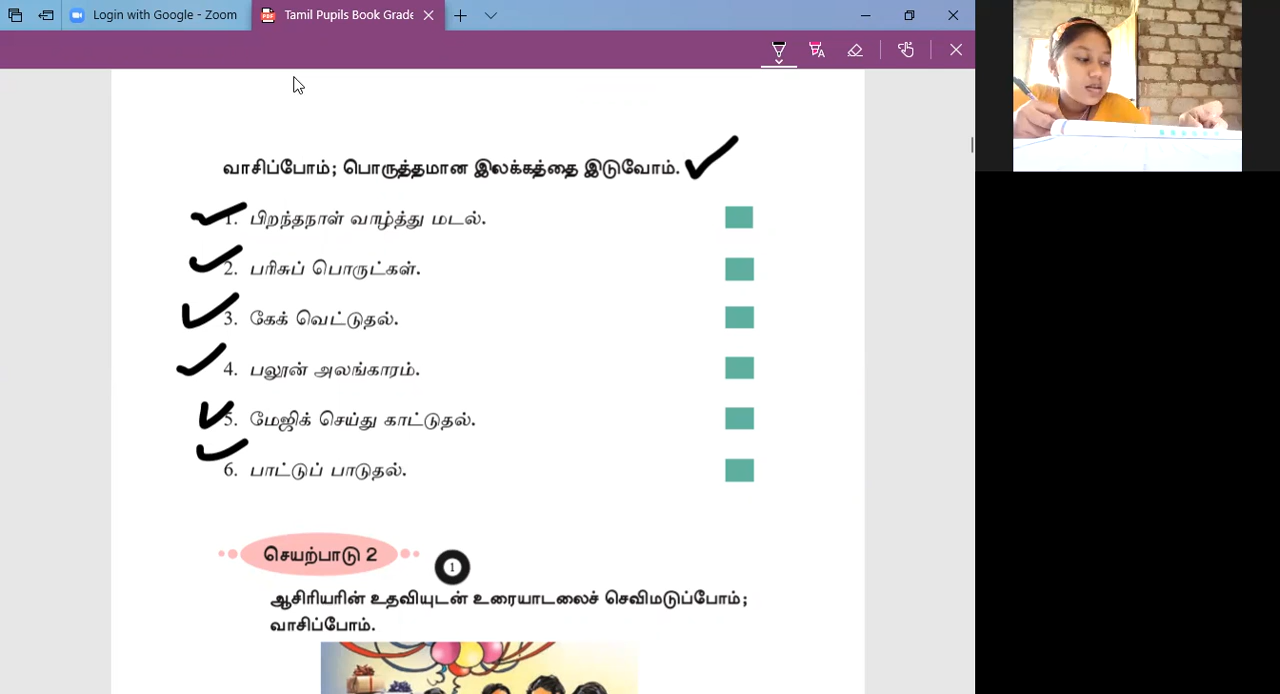 Login with Google - Zoom
Tamil Pupils Book Grade
வாசிப்போம்; பொருத்தமான இலக்கத்தை இடுவோம்.
1. பிறந்தநாள் வாழ்த்து மடல்.
2. பரிசுப் பொருட்கள்.
3. கேக் வெட்டுதல்.
4. பலூன் அலங்காரம்.
5. மேஜிக் செய்து காட்டுதல்.
6. பாட்டுப் பாடுதல்.
செயற்பாடு 2
1
ஆசிரியரின் உதவியுடன் உரையாடலைச் செவிமடுப்போம்;
வாசிப்போம்.